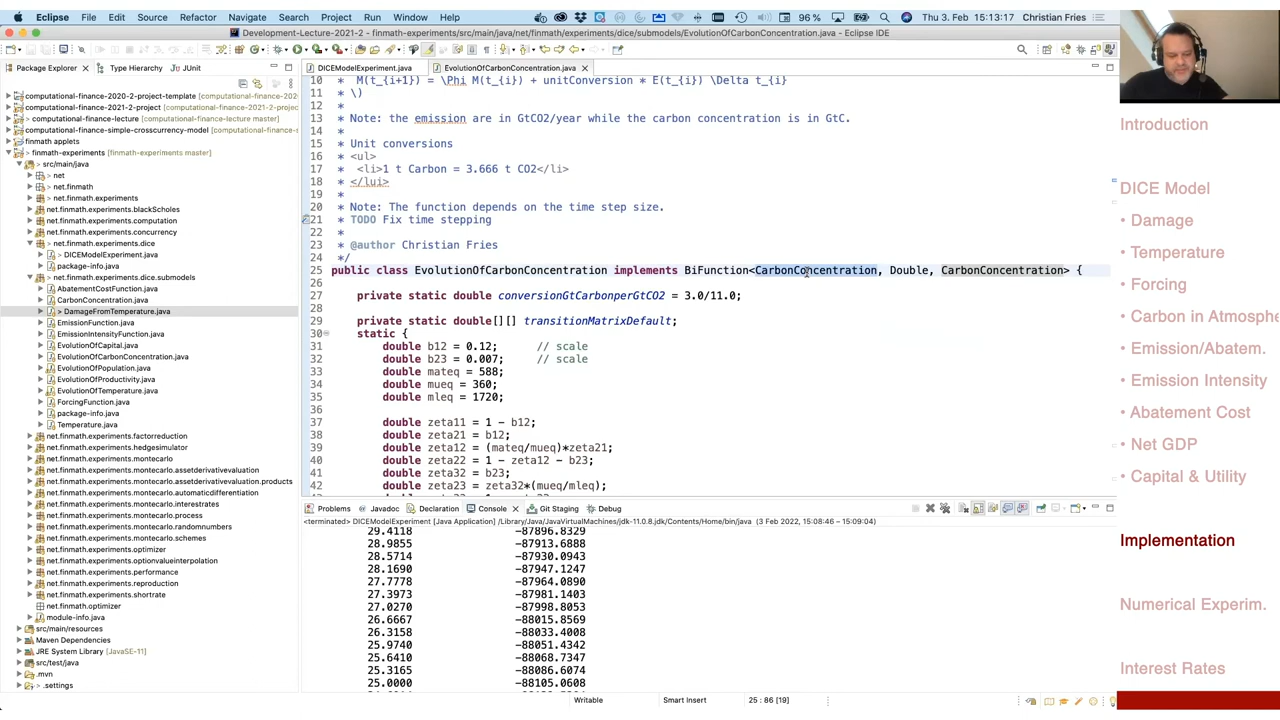 Eclipse File Edit Source Refactor Navigate Search Project Run Window Help 96 % Thu 3. Feb 15:13:17 Christian Fries
Development-Lecture-2021-2 - finmath-experiments/src/main/java/net/finmath/experiments/dice/submodels/EvolutionOfCarbonConcentration.java - Eclipse IDE
Package Explorer Type Hierarchy JUnit
computational-finance-2020-2-project-template [computational-finance-202
computational-finance-2021-2-project [computational-finance-2021
> computational-finance-lecture [computational-finance-lecture master]
computational-finance-simple-crosscurrency-model
finmath applets
> finmath-experiments [finmath-experiments master]
> src/main/java
> net
> net.finmath
> net.finmath.experiments
net.finmath.experiments.blackScholes
net.finmath.experiments.computation
net.finmath.experiments.concurrency
net.finmath.experiments.dice
> DICEModelExperiment.java
package-info.java
net.finmath.experiments.dice.submodels
AbatementCostFunction.java
CarbonConcentration.java
> DamageFromTemperature.java
EmissionFunction.java
EmissionIntensityFunction.java
EvolutionOfCapital.java
EvolutionOfCarbonConcentration.java
EvolutionOfPopulation.java
EvolutionOfProductivity.java
EvolutionOfTemperature.java
ForcingFunction.java
package-info.java
Temperature.java
net.finmath.experiments.factorreduction
net.finmath.experiments.hedgesimulator
net.finmath.experiments.montecarlo
net.finmath.experiments.montecarlo.assetderivativevaluation
net.finmath.experiments.montecarlo.assetderivativevaluation.products
net.finmath.experiments.montecarlo.automaticdifferentiation
net.finmath.experiments.montecarlo.interestrates
net.finmath.experiments.montecarlo.process
net.finmath.experiments.montecarlo.randomnumbers
net.finmath.experiments.montecarlo.schemes
net.finmath.experiments.optimizer
net.finmath.experiments.optionvalueinterpolation
net.finmath.experiments.performance
net.finmath.experiments.reproduction
net.finmath.experiments.shortrate
net.finmath.optimizer
module-info.java
src/main/resources
Maven Dependencies
JRE System Library [JavaSE-11]
src/test/java
.mvn
.settings
DICEModelExperiment.java EvolutionOfCarbonConcentration.java
10 * M(t_{i+1}) = \Phi M(t_{i}) + unitConversion * E(t_{i}) \Delta t_{i}
11 * \)
12 *
13 * Note: the emission are in GtCO2/year while the carbon concentration is in GtC.
14 *
15 * Unit conversions
16 * <ul>
17 * <li>1 t Carbon = 3.666 t CO2</li>
18 * </lui>
19 *
20 * Note: The function depends on the time step size.
21 * TODO Fix time stepping
22 *
23 * @author Christian Fries
24 */
25 public class EvolutionOfCarbonConcentration implements BiFunction<CarbonConcentration, Double, CarbonConcentration> {
26
27 private static double conversionGtCarbonperGtCO2 = 3.0/11.0;
28
29 private static double[][] transitionMatrixDefault;
30 static {
31 double b12 = 0.12; // scale
32 double b23 = 0.007; // scale
33 double mateq = 588;
34 double mueq = 360;
35 double mleq = 1720;
36
37 double zeta11 = 1 - b12;
38 double zeta21 = b12;
39 double zeta12 = (mateq/mueq)*zeta21;
40 double zeta22 = 1 - zeta12 - b23;
41 double zeta32 = b23;
42 double zeta23 = zeta32*(mueq/mleq);
Problems Javadoc Declaration Console Git Staging Debug
<terminated> DICEModelExperiment [Java Application] /Library/Java/JavaVirtualMachines/jdk-11.0.8.jdk/Contents/Home/bin/java (3 Feb 2022, 15:08:46 – 15:09:04)
29.4118 -87896.8329
28.9855 -87913.6888
28.5714 -87930.0943
28.1690 -87947.1247
27.7778 -87964.0890
27.3973 -87981.1403
27.0270 -87998.8053
26.6667 -88015.8569
26.3158 -88033.4008
25.9740 -88051.4342
25.6410 -88068.7347
25.3165 -88086.6074
25.0000 -88105.0608
Writable Smart Insert 25 : 86 [19]
Introduction
DICE Model
• Damage
• Temperature
• Forcing
• Carbon in Atmosphe
• Emission/Abatem.
• Emission Intensity
• Abatement Cost
• Net GDP
• Capital & Utility
Implementation
Numerical Experim.
Interest Rates